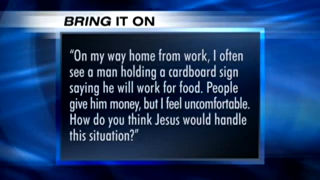 BRING IT ON
“On my way home from work, I often
see a man holding a cardboard sign
saying he will work for food. People
give him money, but I feel uncomfortable.
How do you think Jesus would handle
this situation?”